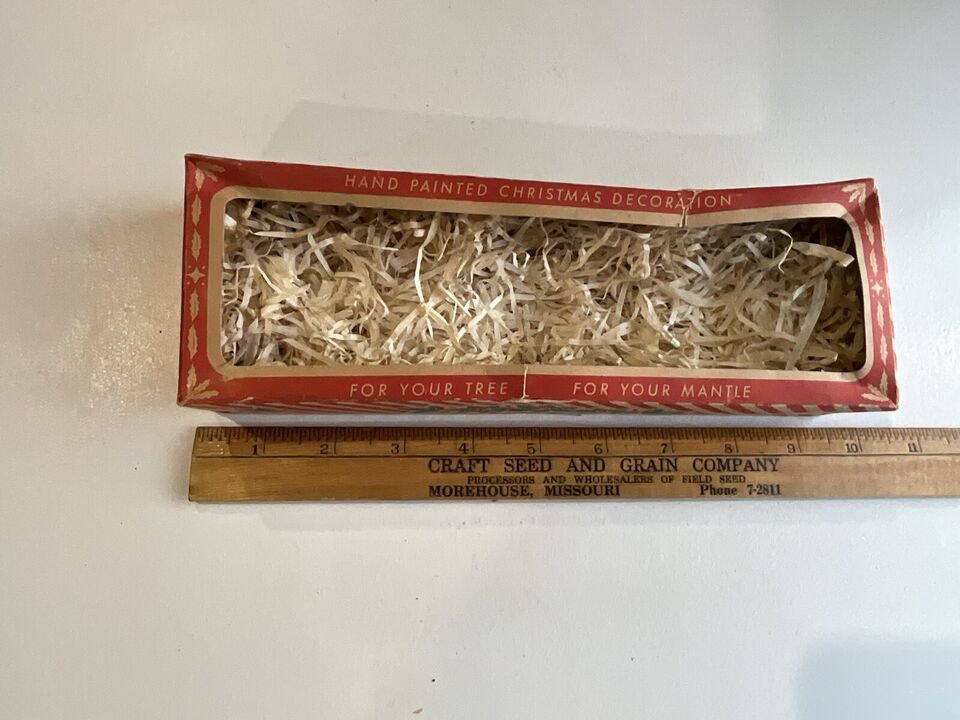 HAND PAINTED CHRISTMAS DECORATION
FOR YOUR TREE FOR YOUR MANTLE
1 2 3 4 5 6 7 8 9 10 11
CRAFT SEED AND GRAIN COMPANY
PROCESSORS AND WHOLESALERS OF FIELD SEED
MOREHOUSE, MISSOURI Phone 7-2811